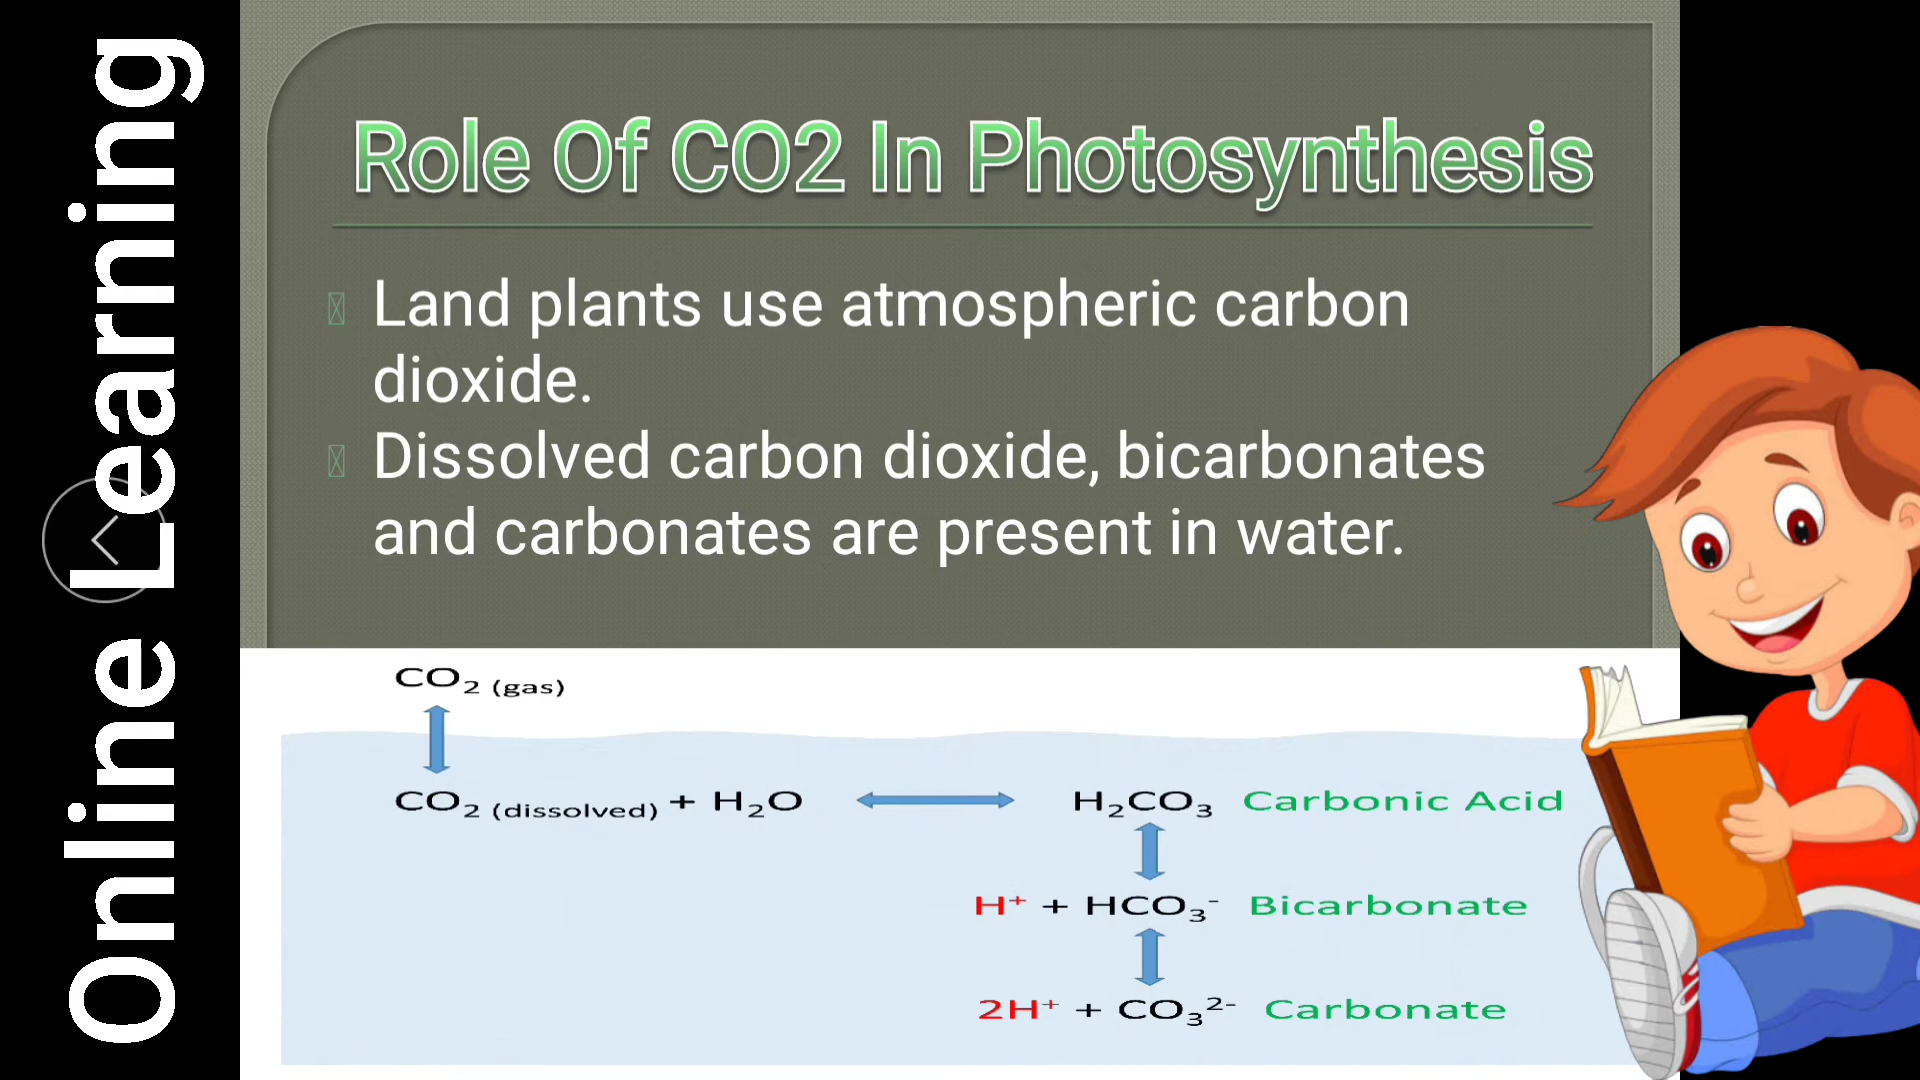 Online Learning
Role Of CO2 In Photosynthesis
Land plants use atmospheric carbon
dioxide.
Dissolved carbon dioxide, bicarbonates
and carbonates are present in water.
CO₂ (gas)
CO₂ (dissolved) + H₂O H₂CO₃ Carbonic Acid
H⁺ + HCO₃⁻ Bicarbonate
2H⁺ + CO₃²⁻ Carbonate